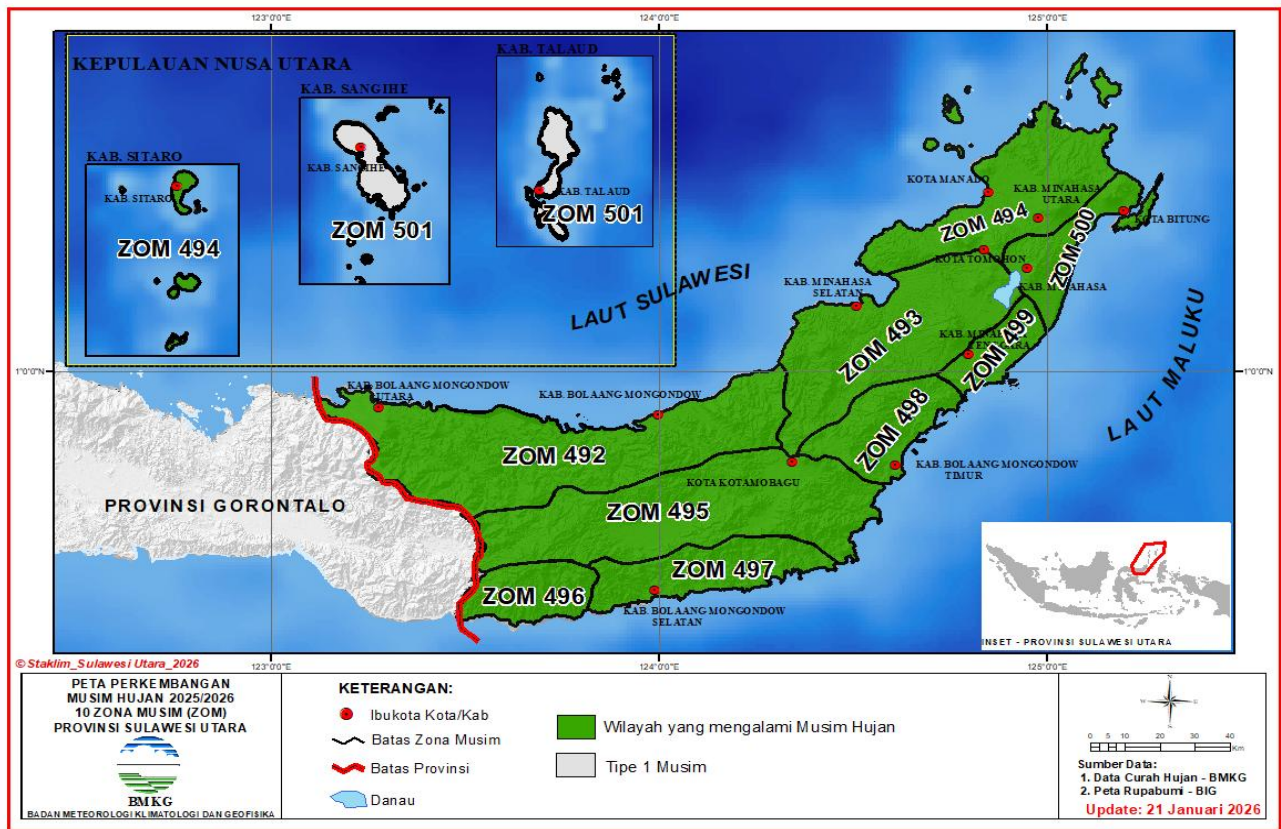 123°0'0"E
124°0'0"E
125°0'0"E
KEPULAUAN NUSA UTARA
KAB. TALAUD
KAB. SANGIHE
KAB. SITARO
KAB. SANGIHE
KAB. SITARO
KAB. TALAUD
ZOM 494
ZOM 501
ZOM 501
KOTA MANADO
KAB. MINAHASA
UTARA
KOTA BITUNG
ZOM 494
ZOM 500
KOTA TOMOHON
KAB. MINAHASA
LAUT SULAWESI
KAB. MINAHASA
SELATAN
ZOM 493
ZOM 499
LAUT MALUKU
1°0'0"N
1°0'0"N
KAB. BOLAANG MONGONDOW
UTARA
KAB. BOLAANG MONGONDOW
ZOM 498
ZOM 492
KOTA KOTAMOBAGU
KAB. BOLAANG MONGONDOW
TIMUR
PROVINSI GORONTALO
ZOM 495
ZOM 497
ZOM 496
KAB. BOLAANG MONGONDOW
SELATAN
INSET - PROVINSI SULAWESI UTARA
© Staklim_Sulawesi Utara_2026
123°0'0"E
124°0'0"E
125°0'0"E
PETA PERKEMBANGAN
MUSIM HUJAN 2025/2026
10 ZONA MUSIM (ZOM)
PROVINSI SULAWESI UTARA
BMKG
BADAN METEOROLOGI KLIMATOLOGI DAN GEOFISIKA
KETERANGAN:
Ibukota Kota/Kab
Batas Zona Musim
Batas Provinsi
Danau
Wilayah yang mengalami Musim Hujan
Tipe 1 Musim
0 5 10 20 30 40
Km
Sumber Data:
1. Data Curah Hujan - BMKG
2. Peta Rupabumi - BIG
Update: 21 Januari 2026